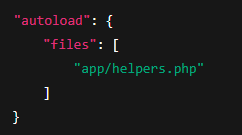 "autoload": {
    "files": [
        "app/helpers.php"
    ]
}